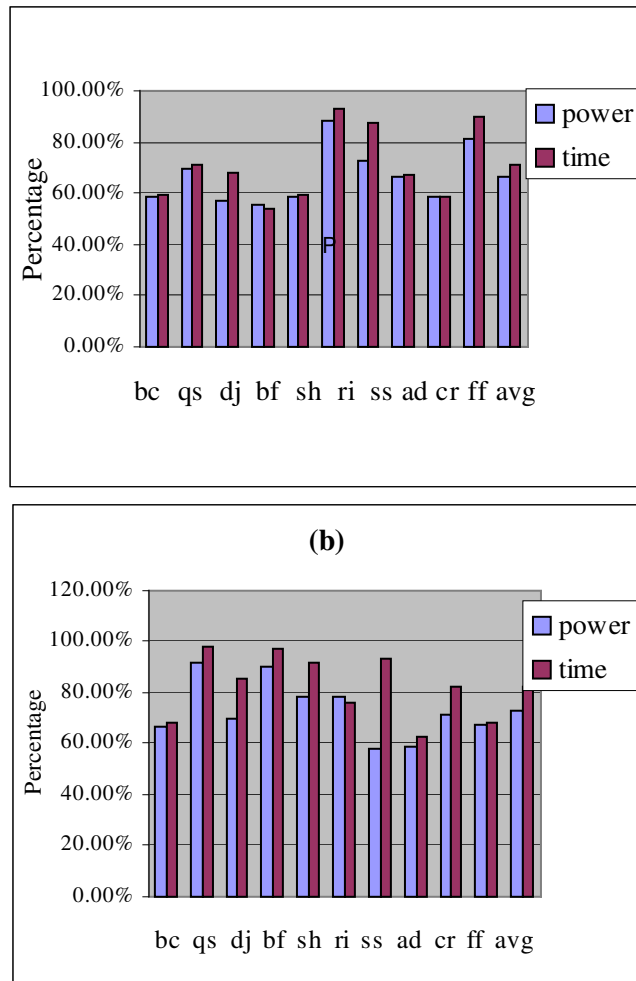 100.00%
80.00%
60.00%
40.00%
20.00%
0.00%
Percentage
power
time
P
bc qs dj bf sh ri ss ad cr ff avg
(b)
120.00%
100.00%
80.00%
60.00%
40.00%
20.00%
0.00%
Percentage
power
time
bc qs dj bf sh ri ss ad cr ff avg